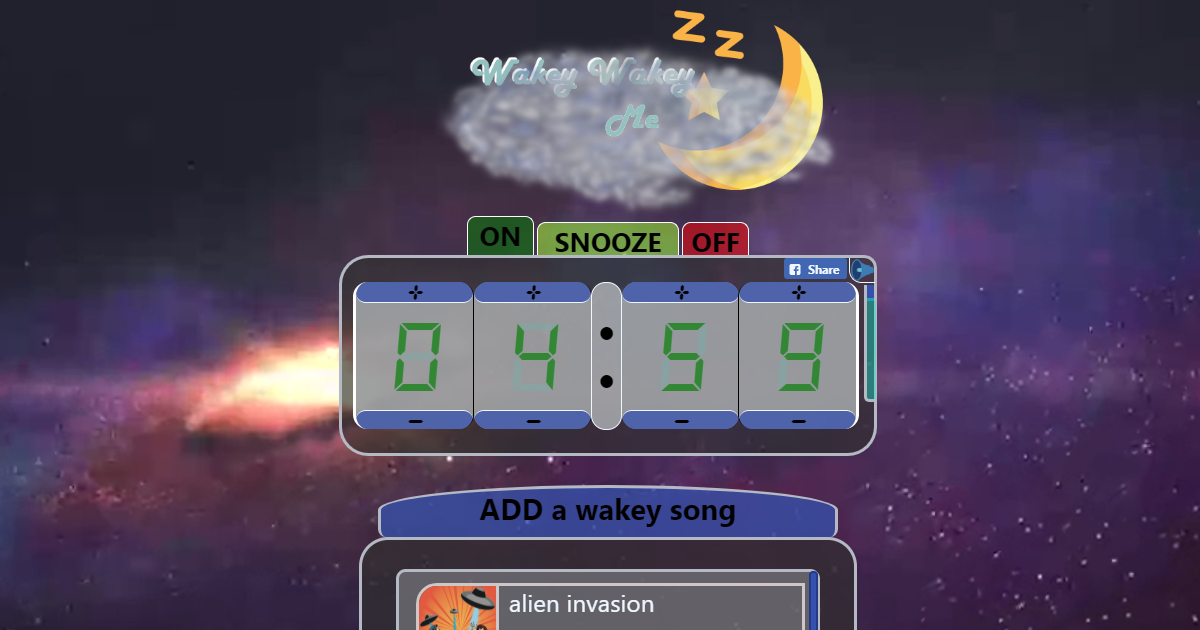 Z Z
Wakey Wakey
Me
ON SNOOZE OFF
Share
+ + + +
04:59
- - - -
ADD a wakey song
alien invasion